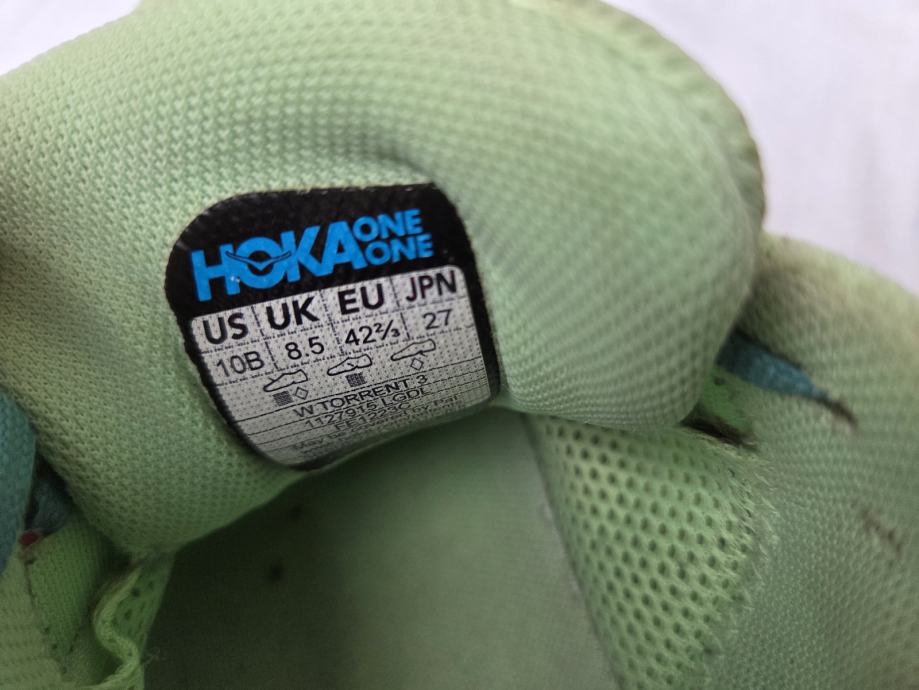 HOKA ONE ONE
US UK EU JPN
10B 8.5 42⅔ 27
W TORRENT 3
1127915 LGDL